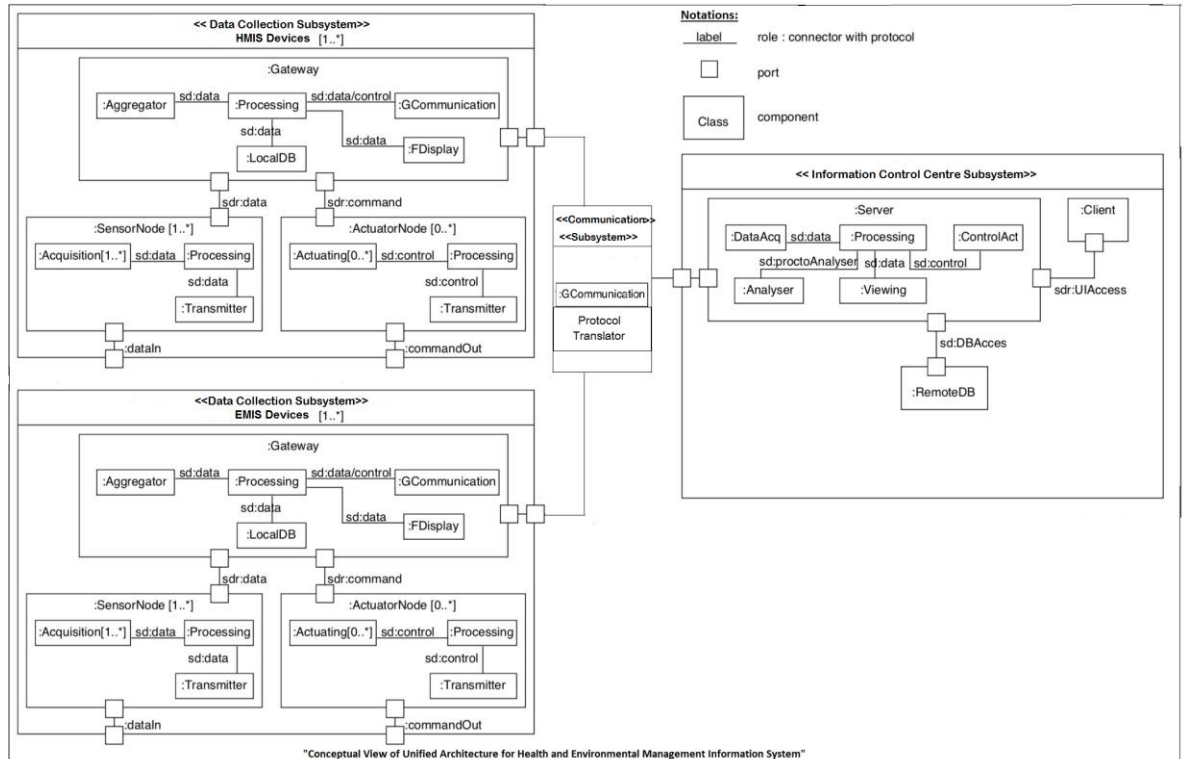 << Data Collection Subsystem>>
HMIS Devices [1..*]
:Gateway
:Aggregator
sd:data
:Processing
sd:data/control
:GCommunication
sd:data
sd:data
:LocalDB
:FDisplay
sdr:data
sdr:command
:SensorNode [1..*]
:Acquisition[1..*]
sd:data
:Processing
sd:data
:Transmitter
:ActuatorNode [0..*]
:Actuating[0..*]
sd:control
:Processing
sd:control
:Transmitter
:dataIn
:commandOut
<<Data Collection Subsystem>>
EMIS Devices [1..*]
:Gateway
:Aggregator
sd:data
:Processing
sd:data/control
:GCommunication
sd:data
sd:data
:LocalDB
:FDisplay
sdr:data
sdr:command
:SensorNode [1..*]
:Acquisition[1..*]
sd:data
:Processing
sd:data
:Transmitter
:ActuatorNode [0..*]
:Actuating[0..*]
sd:control
:Processing
sd:control
:Transmitter
:dataIn
:commandOut
<<Communication>>
<<Subsystem>>
:GCommunication
Protocol
Translator
Notations:
label
role : connector with protocol
port
Class
component
<< Information Control Centre Subsystem>>
:Server
:DataAcq
sd:data
:Processing
:ControlAct
sd:proctoAnalyser
sd:data
sd:control
:Analyser
:Viewing
:Client
sdr:UIAccess
sd:DBAcces
:RemoteDB
"Conceptual View of Unified Architecture for Health and Environmental Management Information System"